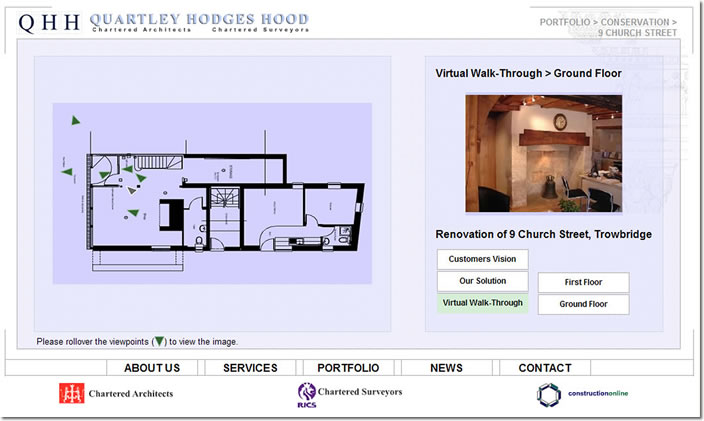 QHH QUARTLEY HODGES HOOD
Chartered Architects Chartered Surveyors
PORTFOLIO > CONSERVATION >
9 CHURCH STREET
Virtual Walk-Through > Ground Floor
Renovation of 9 Church Street, Trowbridge
Customers Vision
Our Solution
First Floor
Virtual Walk-Through
Ground Floor
Please rollover the viewpoints (▼) to view the image.
ABOUT US
SERVICES
PORTFOLIO
NEWS
CONTACT
Chartered Architects
RICS
Chartered Surveyors
constructiononline